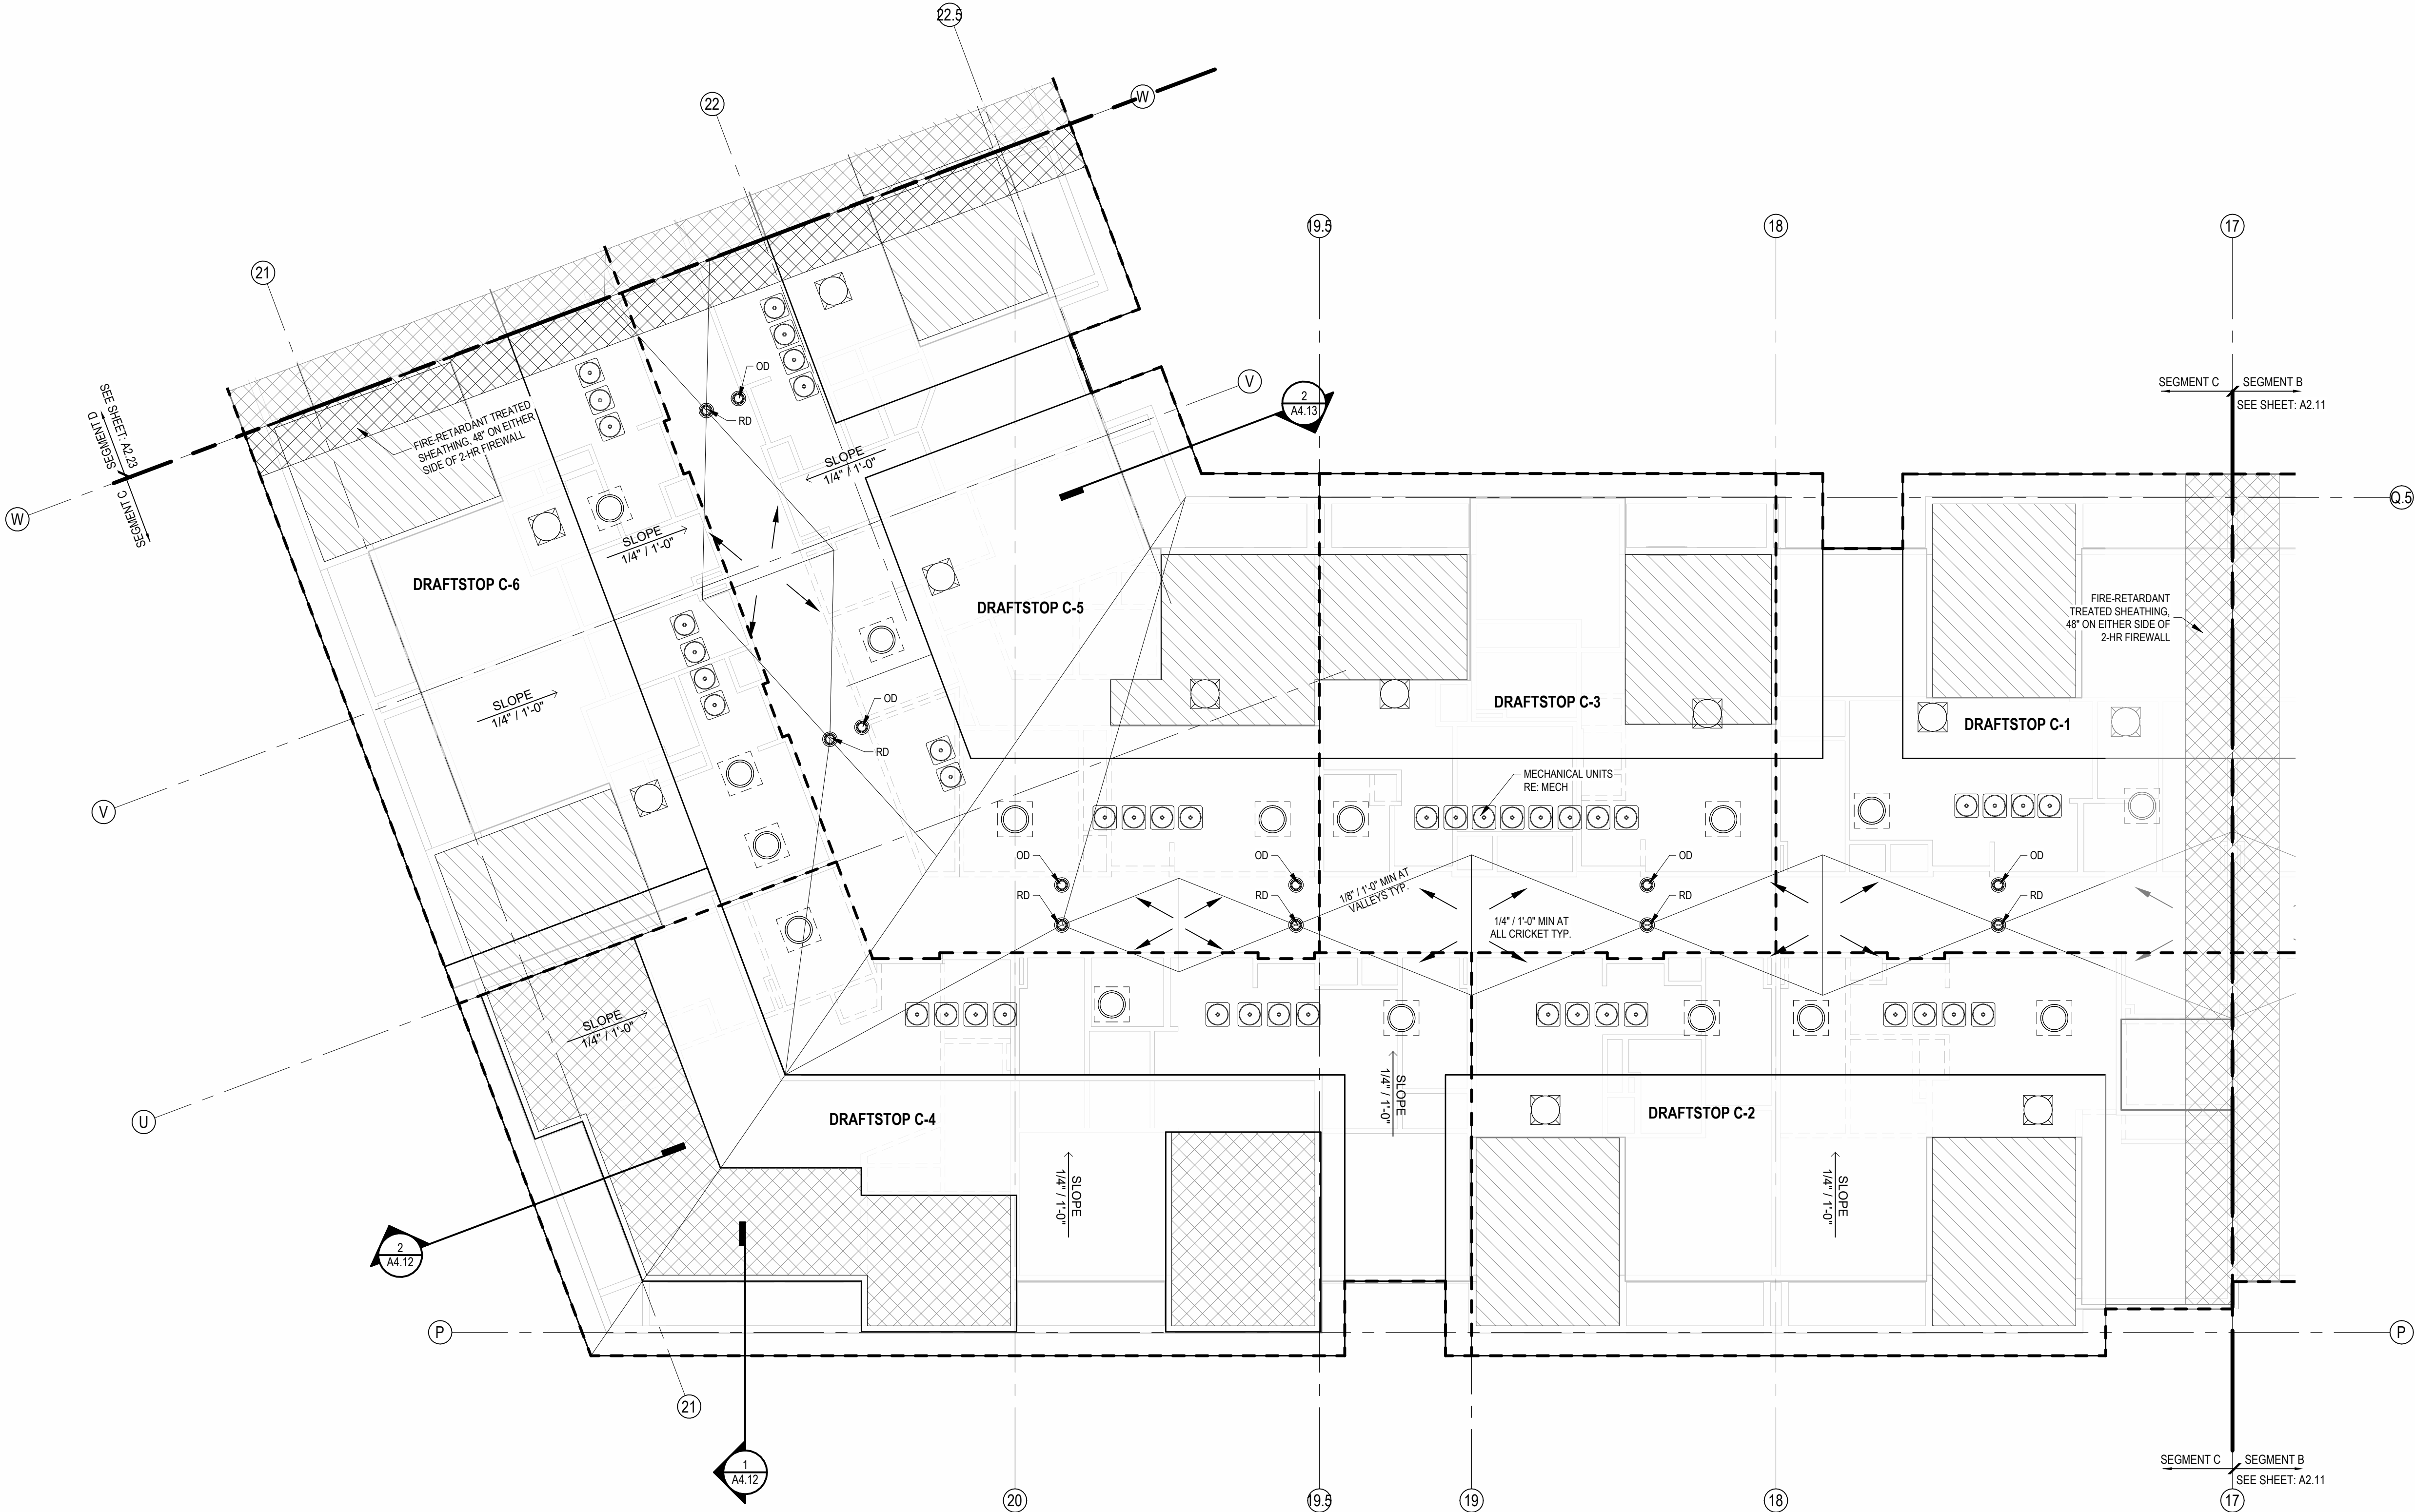 22.5
22
W
21
19.5
18
17
SEGMENT C
SEGMENT B
SEE SHEET: A2.11
V
2
A4.13
OD
RD
FIRE-RETARDANT TREATED
SHEATHING, 48" ON EITHER
SIDE OF 2-HR FIREWALL
SEE SHEET: A2.23
SEGMENT D
SEGMENT C
SLOPE
1/4" / 1'-0"
W
Q.5
SLOPE
1/4" / 1'-0"
DRAFTSTOP C-6
DRAFTSTOP C-5
FIRE-RETARDANT
TREATED SHEATHING,
48" ON EITHER SIDE OF
2-HR FIREWALL
SLOPE
1/4" / 1'-0"
OD
RD
DRAFTSTOP C-3
DRAFTSTOP C-1
MECHANICAL UNITS
RE: MECH
V
OD
RD
OD
RD
1/8" / 1'-0" MIN AT
VALLEYS TYP.
OD
RD
OD
RD
1/4" / 1'-0" MIN AT
ALL CRICKET TYP.
SLOPE
1/4" / 1'-0"
U
DRAFTSTOP C-4
SLOPE
1/4" / 1'-0"
DRAFTSTOP C-2
SLOPE
1/4" / 1'-0"
SLOPE
1/4" / 1'-0"
2
A4.12
P
P
21
1
A4.12
SEGMENT C
SEGMENT B
SEE SHEET: A2.11
20
19.5
19
18
17